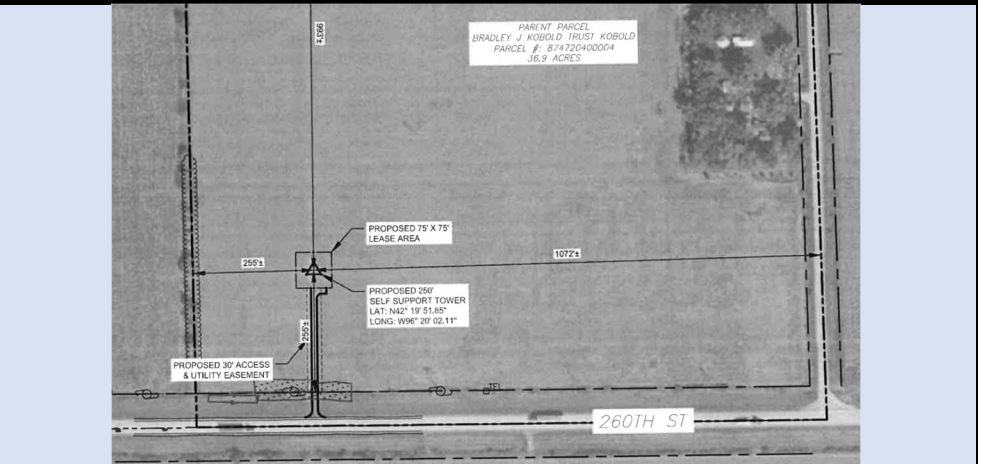 993'±
PARENT PARCEL
BRADLEY J KOBOLD TRUST KOBOLD
PARCEL #: 874720400004
36.9 ACRES
PROPOSED 75' X 75'
LEASE AREA
255'±
1072'±
PROPOSED 250'
SELF SUPPORT TOWER
LAT: N42° 19' 51.85"
LONG: W96° 20' 02.11"
255'±
PROPOSED 30' ACCESS
& UTILITY EASEMENT
TE
260TH ST